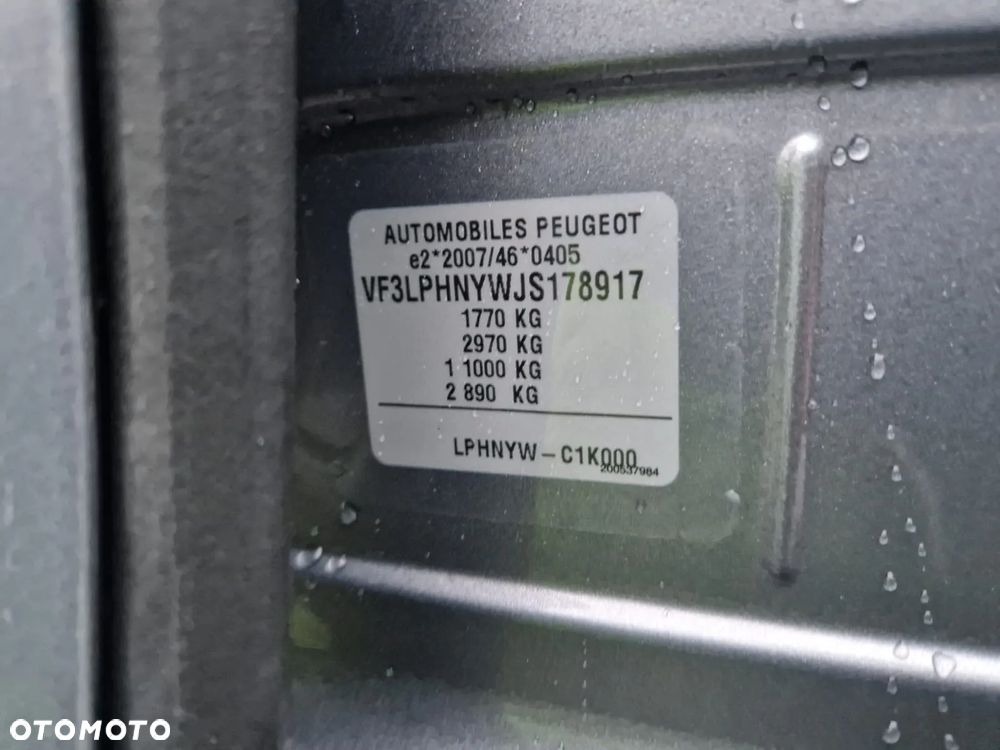 AUTOMOBILES PEUGEOT
e2*2007/46*0405
VF3LPHNYWJS178917
1770 KG
2970 KG
1 1000 KG
2 890 KG
LPHNYW - C1K000
200537984
OTOMOTO